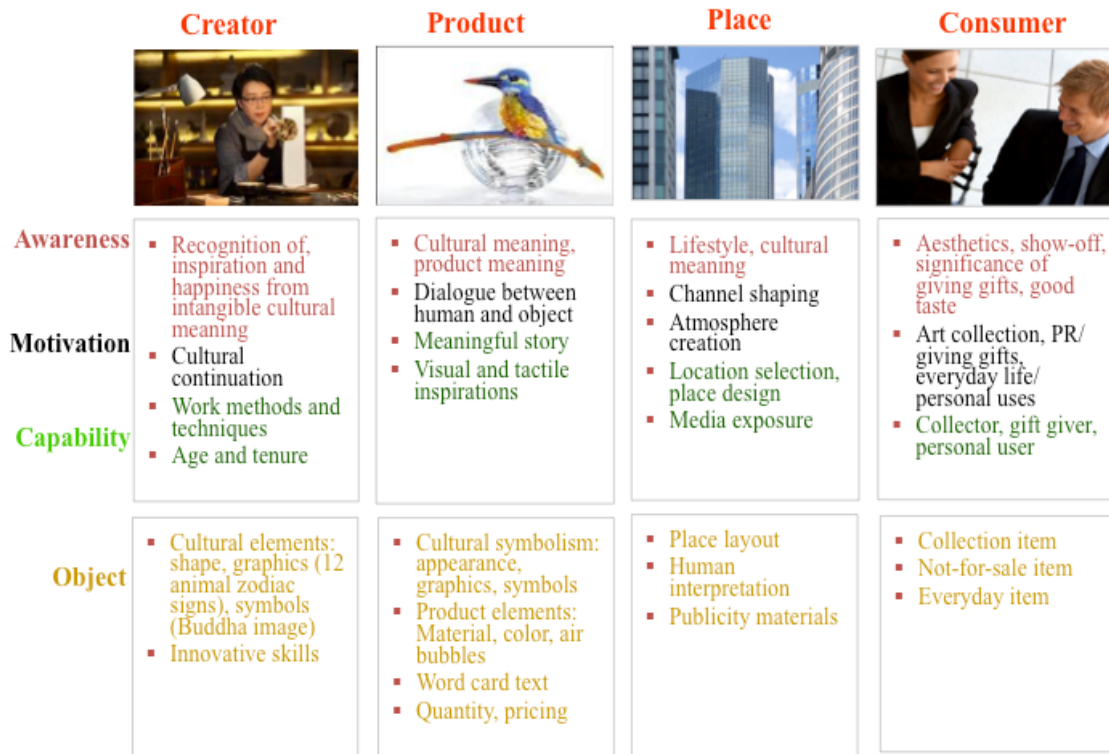 Creator
Product
Place
Consumer
Awareness
Motivation
Capability
Recognition of,
inspiration and
happiness from
intangible cultural
meaning
Cultural
continuation
Work methods and
techniques
Age and tenure
Cultural meaning,
product meaning
Dialogue between
human and object
Meaningful story
Visual and tactile
inspirations
Lifestyle, cultural
meaning
Channel shaping
Atmosphere
creation
Location selection,
place design
Media exposure
Aesthetics, show-off,
significance of
giving gifts, good
taste
Art collection, PR/
giving gifts,
everyday life/
personal uses
Collector, gift giver,
personal user
Object
Cultural elements:
shape, graphics (12
animal zodiac
signs), symbols
(Buddha image)
Innovative skills
Cultural symbolism:
appearance,
graphics, symbols
Product elements:
Material, color, air
bubbles
Word card text
Quantity, pricing
Place layout
Human
interpretation
Publicity materials
Collection item
Not-for-sale item
Everyday item